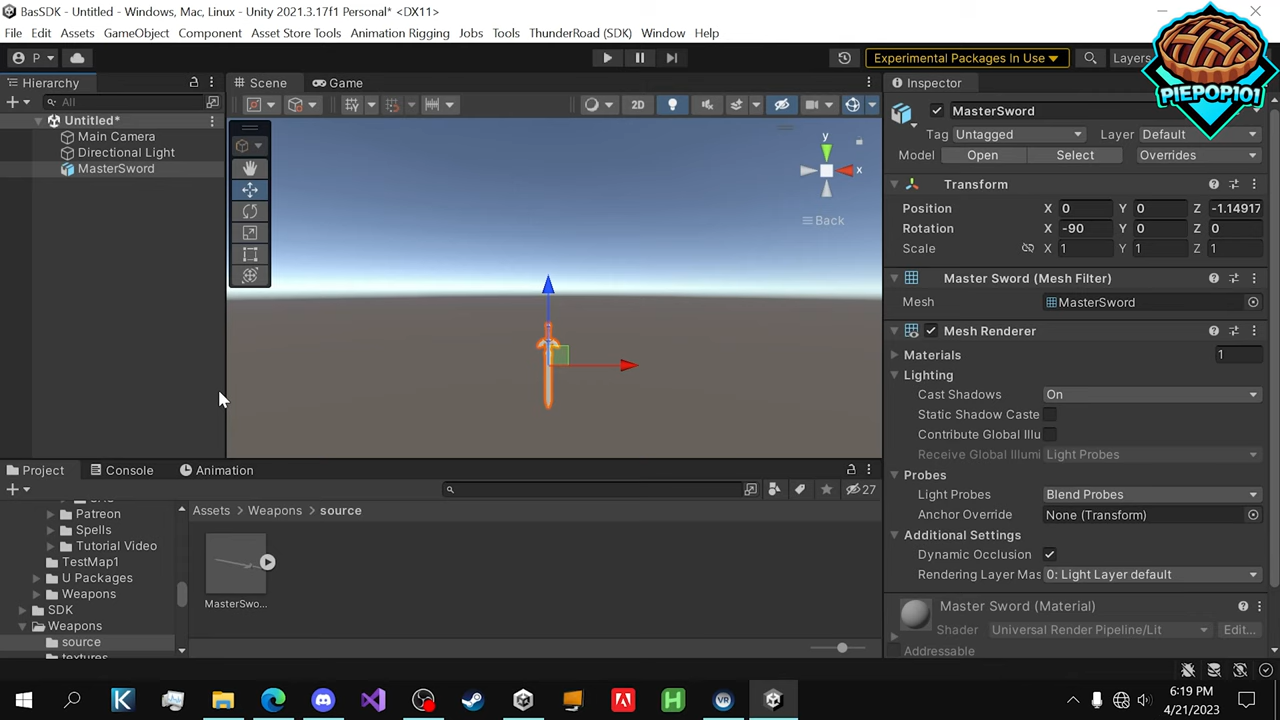 BasSDK - Untitled - Windows, Mac, Linux - Unity 2021.3.17f1 Personal* <DX11>
File Edit Assets GameObject Component Asset Store Tools Animation Rigging Jobs Tools ThunderRoad (SDK) Window Help
P Experimental Packages In Use Layers
PIEPOP101
Hierarchy
All
Untitled*
Main Camera
Directional Light
MasterSword
Scene Game
2D
y
x
Back
Inspector
MasterSword
Tag Untagged Layer Default
Model Open Select Overrides
Transform
Position X 0 Y 0 Z -1.14917
Rotation X -90 Y 0 Z 0
Scale X 1 Y 1 Z 1
Master Sword (Mesh Filter)
Mesh MasterSword
Mesh Renderer
Materials 1
Lighting
Cast Shadows On
Static Shadow Caste
Contribute Global Illu
Receive Global Illumi Light Probes
Probes
Light Probes Blend Probes
Anchor Override None (Transform)
Additional Settings
Dynamic Occlusion
Rendering Layer Mas 0: Light Layer default
Master Sword (Material)
Shader Universal Render Pipeline/Lit Edit...
Addressable
Project Console Animation
27
Patreon
Spells
Tutorial Video
TestMap1
U Packages
Weapons
SDK
Weapons
source
textures
Assets Weapons source
MasterSwo...
K H VR
6:19 PM
4/21/2023